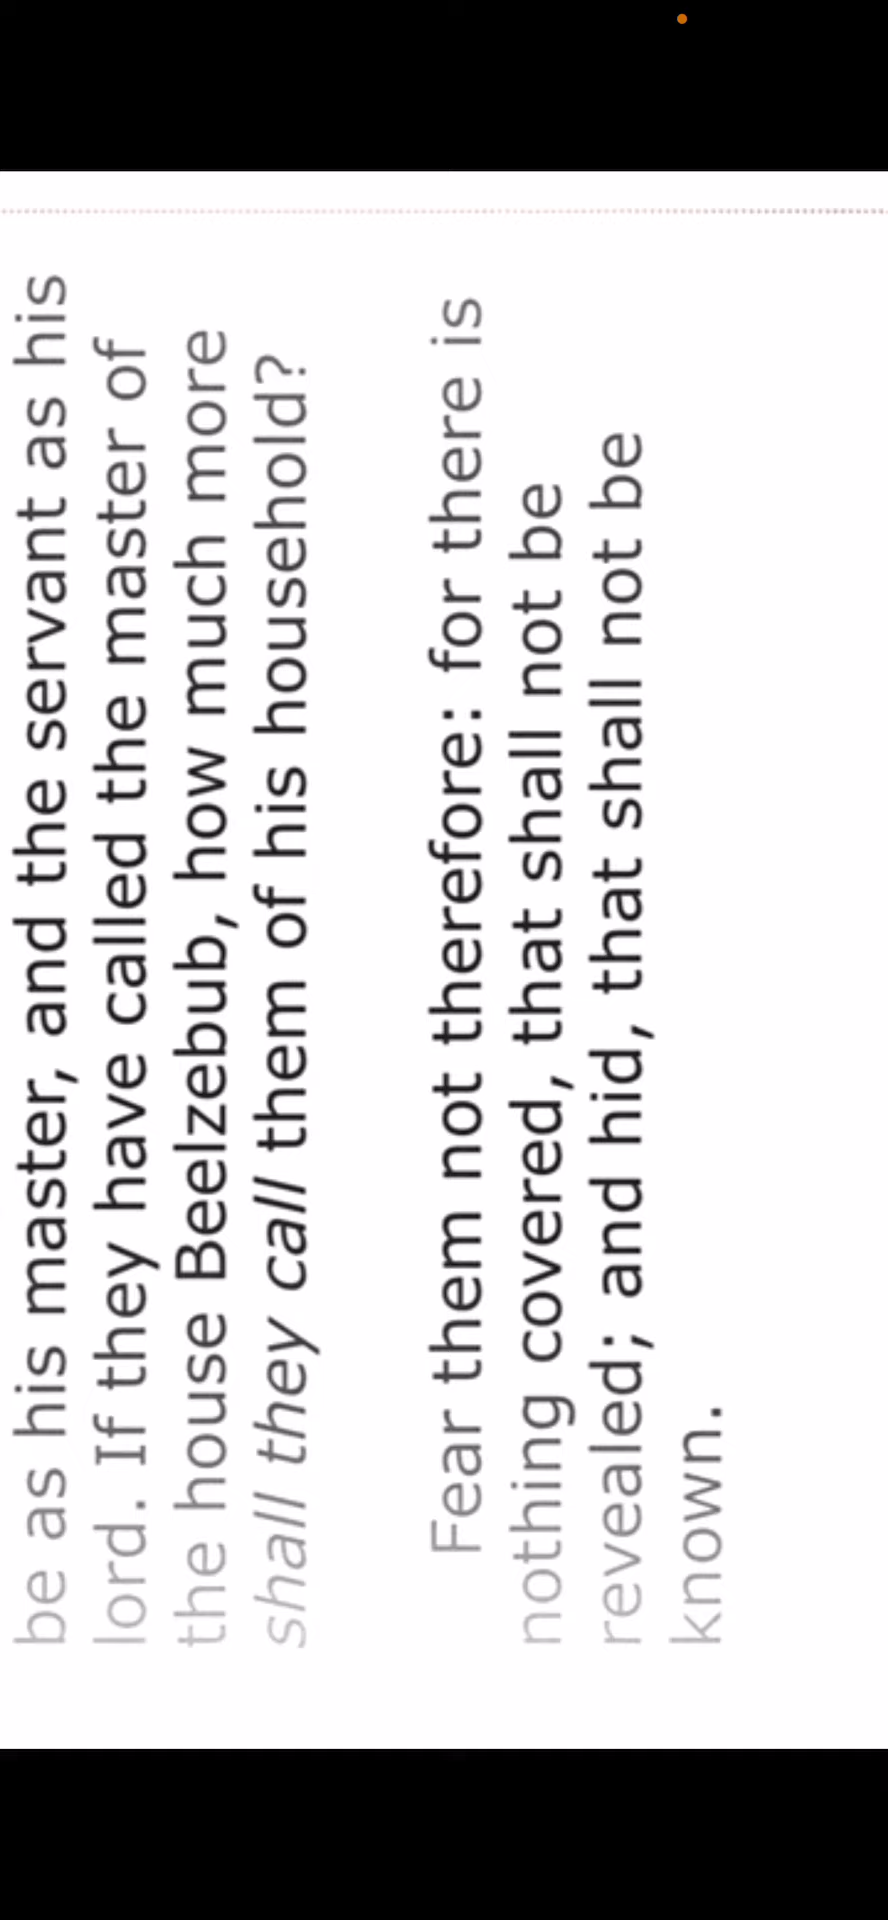 be as his master, and the servant as his
lord. If they have called the master of
the house Beelzebub, how much more
shall they call them of his household?
Fear them not therefore: for there is
nothing covered, that shall not be
revealed; and hid, that shall not be
known.